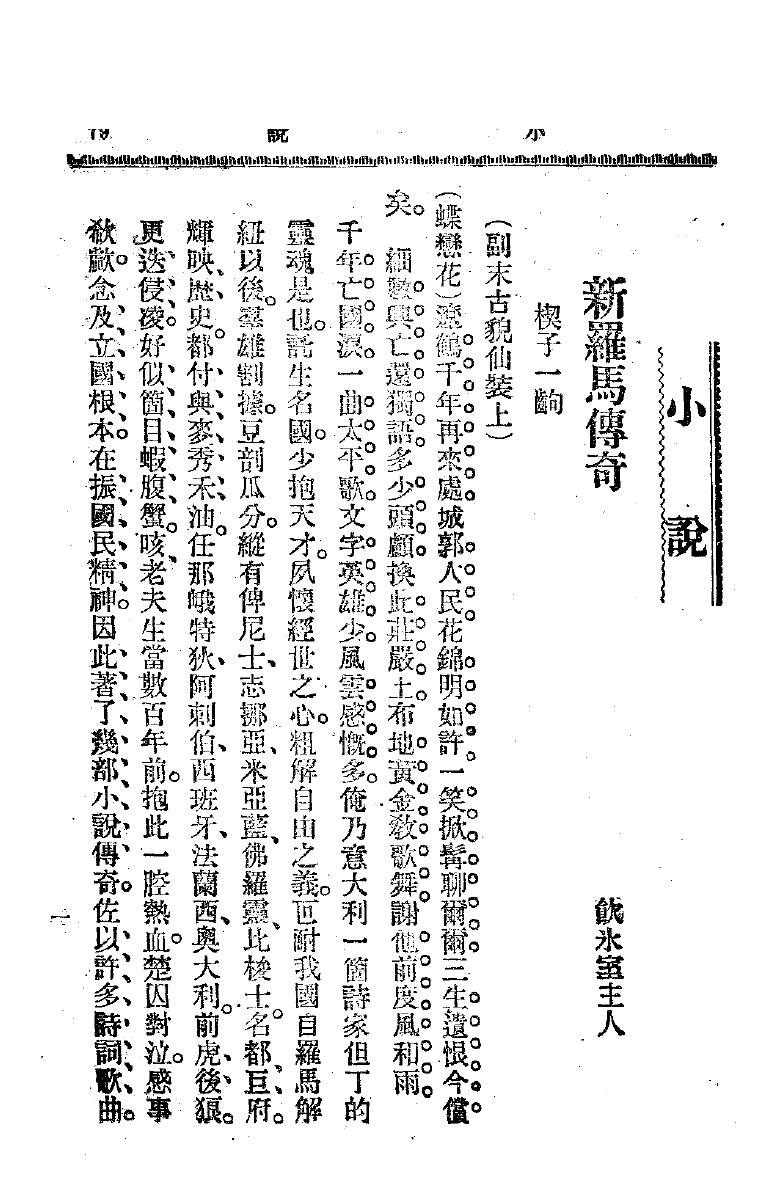 小　　說
79
小說
新羅馬傳奇
飲氷室主人
楔子一齣
（副末古貌仙裝上）
（蝶戀花）遼鶴千年再來處。城郭人民。花錦明如許。一笑掀髯聊爾爾。三生遺恨今償
矣。　細數興亡還獨語。多少頭顱。換此莊嚴土。布地黃金敎歌舞。謝他前度風和雨。
千年亡國淚。一曲太平歌。文字英雄少。風雲感慨多。俺乃意大利一箇詩家但丁的
靈魂是也。託生名國。少抱天才。夙懷經世之心。粗解自由之義。叵耐我國自羅馬解
紐以後。羣雄割據。豆剖瓜分。縱有俾尼士、志挪亞、米亞藍、佛羅靈、比梭士。名都、巨府。
輝映、歷史。都付與麥秀、禾油。任那峨特狄、阿剌伯、西班牙、法蘭西、奧大利。前虎、後狼。
更迭、侵凌。好似箇目蝦腹蟹。咳、老夫生當數百年前。抱此一腔熱血。楚囚對泣。感事
欷歔。念及立國根本。在振國民精神。因此著了幾部小說傳奇。佐以許多詩詞歌曲。
一